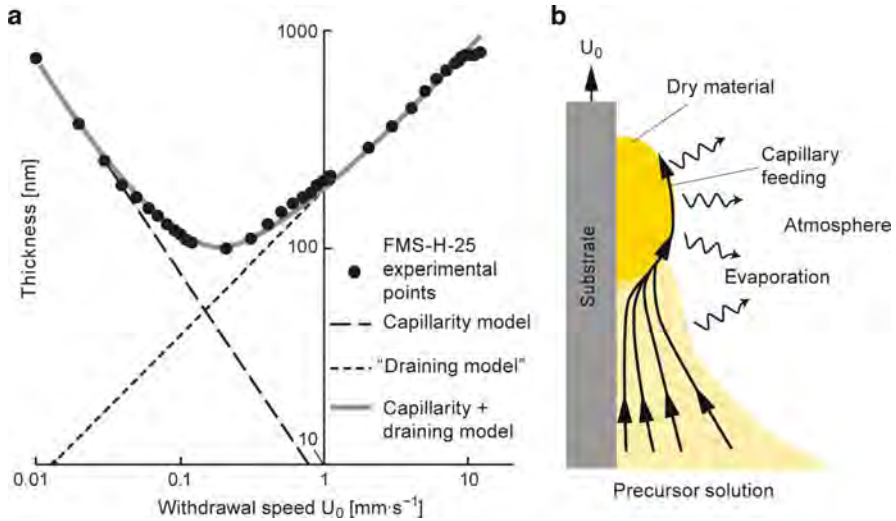 a
1000
100
10
Thickness [nm]
FMS-H-25
experimental
points
Capillarity model
"Draining model"
Capillarity +
draining model
0.01
0.1
1
10
Withdrawal speed U₀ [mm·s⁻¹]
b
U₀
Dry material
Capillary
feeding
Atmosphere
Evaporation
Substrate
Precursor solution